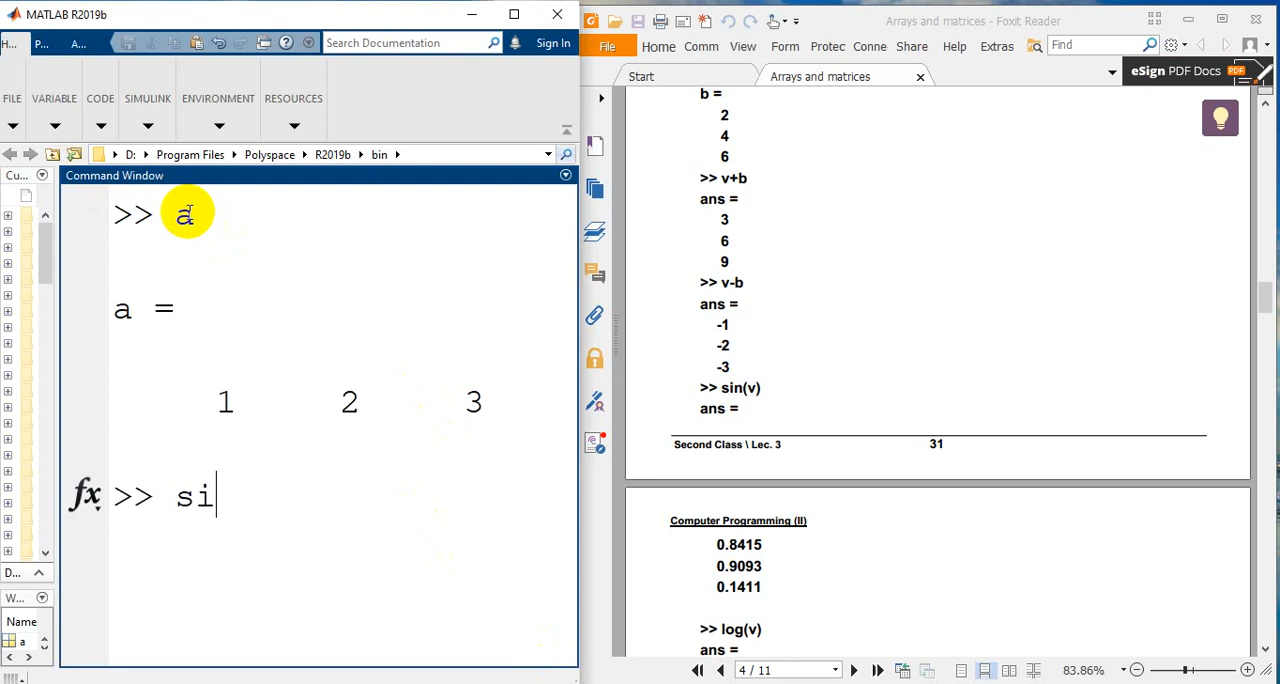 MATLAB R2019b
H... P... A... Search Documentation Sign In
FILE VARIABLE CODE SIMULINK ENVIRONMENT RESOURCES
D: Program Files Polyspace R2019b bin
Cu... Command Window
>> a
a =
1 2 3
fx >> si
D...
W...
Name
a
Arrays and matrices - Foxit Reader
File Home Comm View Form Protec Conne Share Help Extras Find
Start Arrays and matrices eSign PDF Docs PDF
b =
2
4
6
>> v+b
ans =
3
6
9
>> v-b
ans =
-1
-2
-3
>> sin(v)
ans =
Second Class \ Lec. 3 31
Computer Programming (II)
0.8415
0.9093
0.1411
>> log(v)
ans =
4 / 11 83.86%